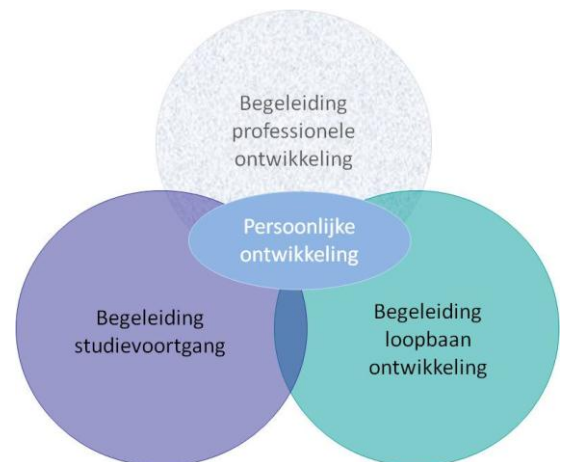 Begeleiding
professionele
ontwikkeling
Persoonlijke
ontwikkeling
Begeleiding
studievoortgang
Begeleiding
loopbaan
ontwikkeling